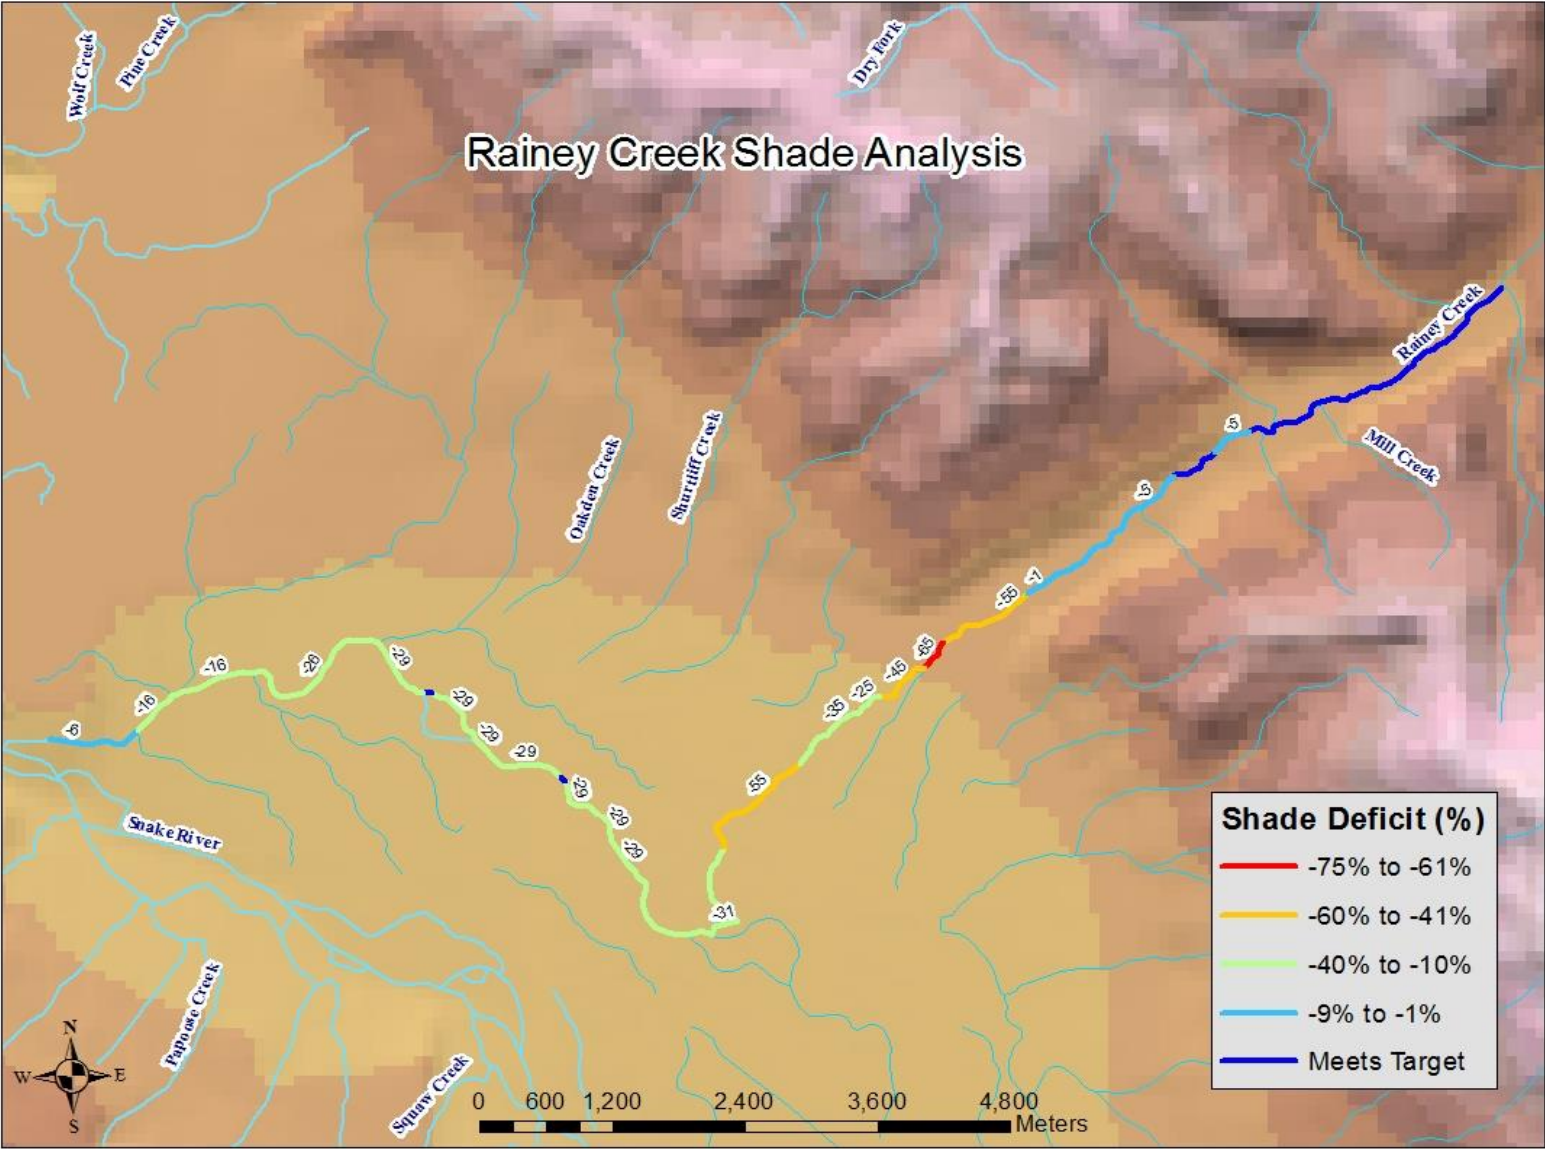 Wolf Creek
Pine Creek
Dry Fork
Rainey Creek Shade Analysis
Rainey Creek
Mill Creek
Oakden Creek
Shurtliff Creek
-5
-5
-1
-55
-65
-45
-25
-35
-55
-31
-29
-29
-29
-29
-29
-29
-29
-26
-16
-16
-6
Snake River
Papoose Creek
Squaw Creek
Shade Deficit (%)
-75% to -61%
-60% to -41%
-40% to -10%
-9% to -1%
Meets Target
N
W E
S
0 600 1,200 2,400 3,600 4,800
Meters